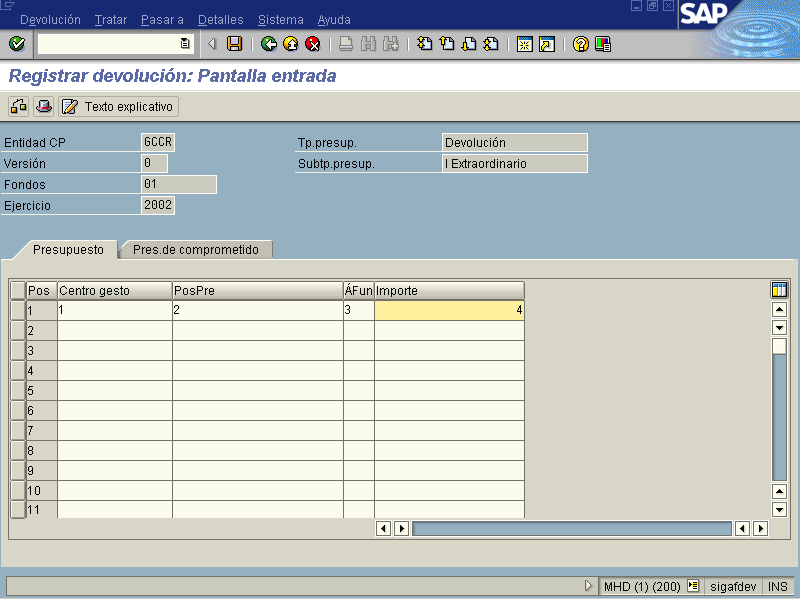 Devolución Tratar Pasar a Detalles Sistema Ayuda
SAP
Registrar devolución: Pantalla entrada
Texto explicativo
Entidad CP GCCR Tp.presup. Devolución
Versión 0 Subtp.presup. I Extraordinario
Fondos 01
Ejercicio 2002
Presupuesto Pres.de comprometido
Pos Centro gesto PosPre ÁFun Importe
1 1 2 3 4
2
3
4
5
6
7
8
9
10
11
MHD (1) (200) sigafdev INS